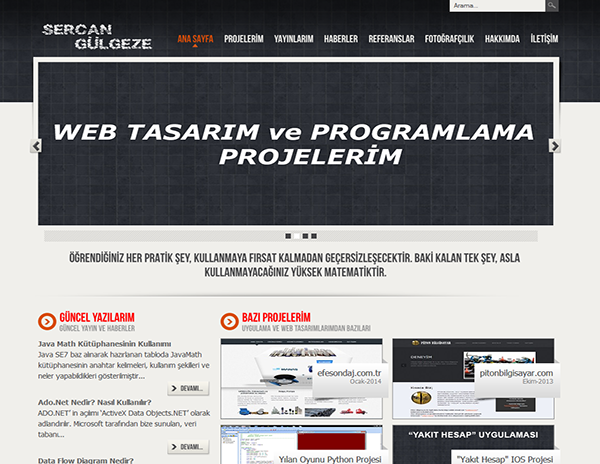 Arama...
SERCAN
GÜLGEZE
ANA SAYFA PROJELERİM YAYINLARIM HABERLER REFERANSLAR FOTOĞRAFÇILIK HAKKIMDA İLETİŞİM
WEB TASARIM ve PROGRAMLAMA
PROJELERİM
ÖĞRENDİĞİNİZ HER PRATİK ŞEY, KULLANMAYA FIRSAT KALMADAN GEÇERSİZLEŞECEKTİR. BAKİ KALAN TEK ŞEY, ASLA
KULLANMAYACAĞINIZ YÜKSEK MATEMATİKTİR.
GÜNCEL YAZILARIM
GÜNCEL YAYIN VE HABERLER
Java Math Kütüphanesinin Kullanımı
Java SE7 baz alınarak hazırlanan tabloda JavaMath
kütüphanesinin anahtar kelimeleri, kullanım şekilleri ve
neler yapabildikleri gösterilmiştir...
DEVAMI..
Ado.Net Nedir? Nasıl Kullanılır?
ADO.NET' in açılımı 'ActiveX Data Objects.NET' olarak
adlandırılır. Microsoft tarafından bize sunulan, veri
tabanı...
DEVAMI..
Data Flow Diagram Nedir?
BAZI PROJELERİM
UYGULAMA VE WEB TASARIMLARIMDAN BAZILARI
efesondaj.com.tr
Ocak-2014
DENEYİM
pitonbilgisayar.com
Ekim-2013
Yılan Oyunu Python Projesi
"YAKIT HESAP" UYGULAMASI
"Yakıt Hesap" IOS Projesi